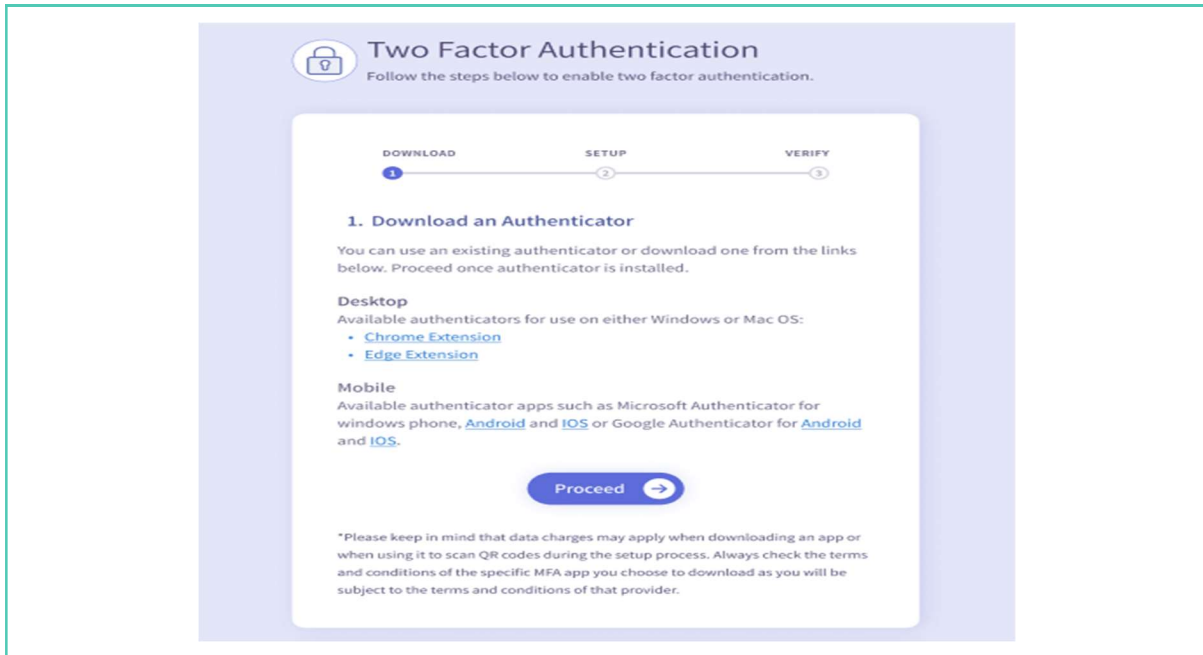 Two Factor Authentication
Follow the steps below to enable two factor authentication.
DOWNLOAD SETUP VERIFY
1 2 3
1. Download an Authenticator
You can use an existing authenticator or download one from the links
below. Proceed once authenticator is installed.
Desktop
Available authenticators for use on either Windows or Mac OS:
• Chrome Extension
• Edge Extension
Mobile
Available authenticator apps such as Microsoft Authenticator for
windows phone, Android and IOS or Google Authenticator for Android
and IOS.
Proceed
*Please keep in mind that data charges may apply when downloading an app or
when using it to scan QR codes during the setup process. Always check the terms
and conditions of the specific MFA app you choose to download as you will be
subject to the terms and conditions of that provider.